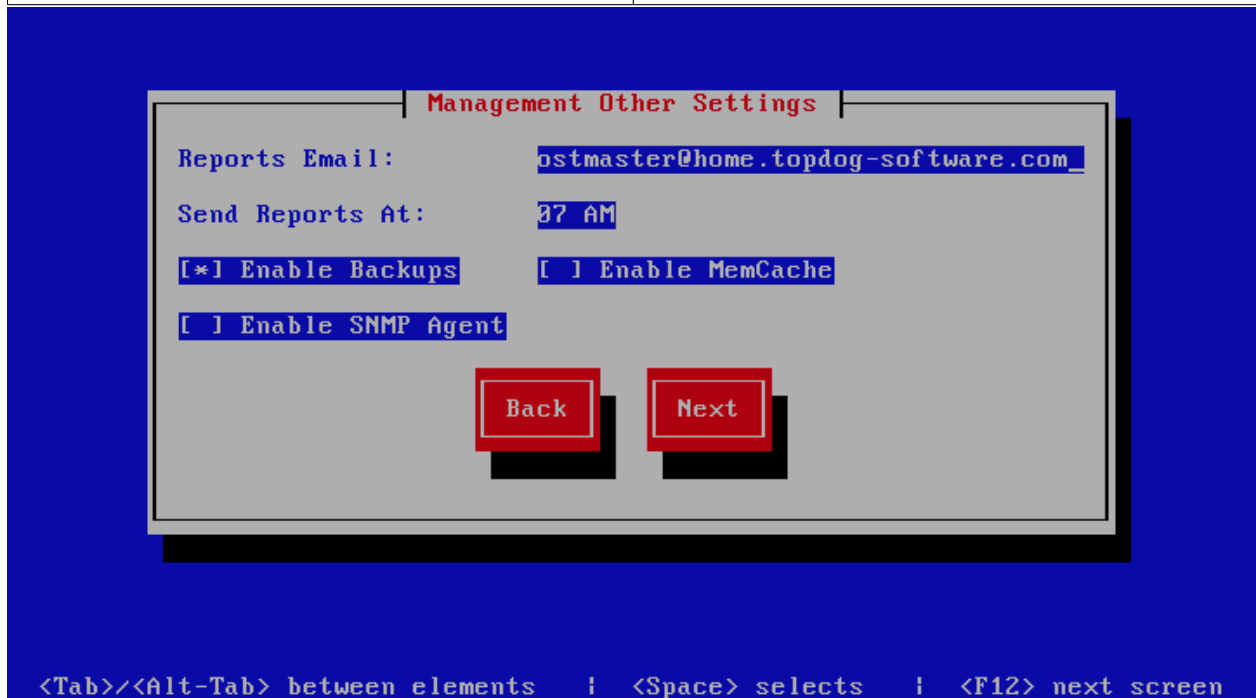 Management Other Settings
Reports Email: ostmaster@home.topdog-software.com_
Send Reports At: 07 AM
[*] Enable Backups [ ] Enable MemCache
[ ] Enable SNMP Agent
Back Next
<Tab>/<Alt-Tab> between elements | <Space> selects | <F12> next screen